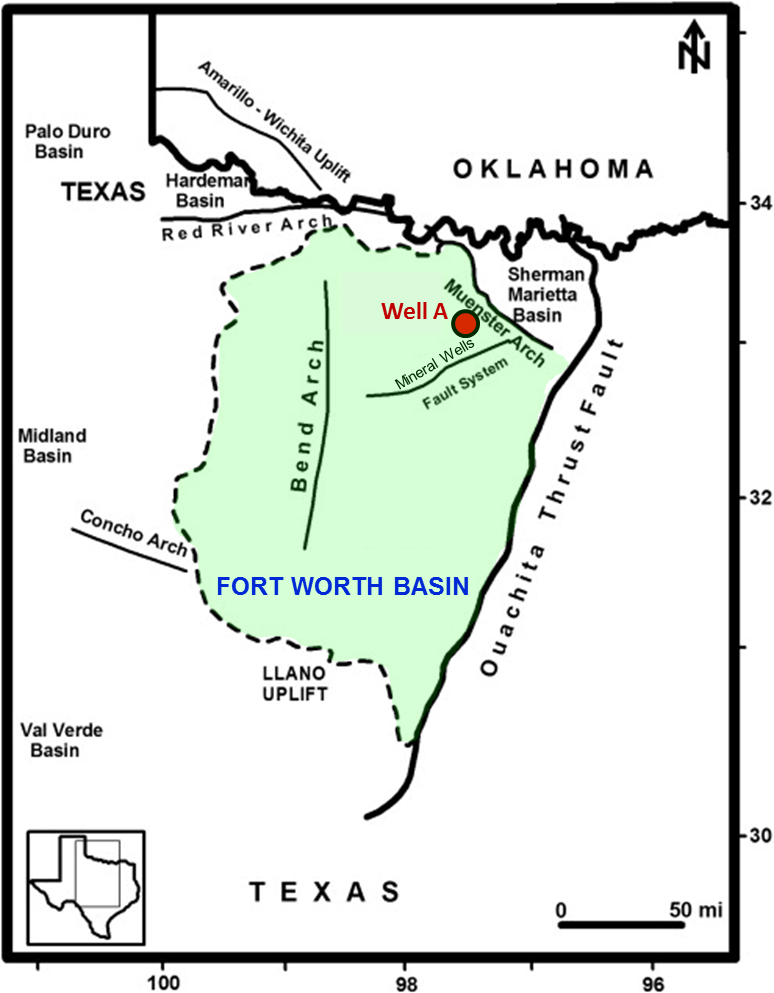 N
Amarillo - Wichita Uplift
Palo Duro
Basin
OKLAHOMA
TEXAS
Hardeman
Basin
34
Red River Arch
Sherman
Marietta
Basin
Muenster Arch
Well A
Mineral Wells
Fault System
Bend Arch
Ouachita Thrust Fault
Midland
Basin
32
Concho Arch
FORT WORTH BASIN
LLANO
UPLIFT
Val Verde
Basin
30
TEXAS
0 50 mi
100 98 96